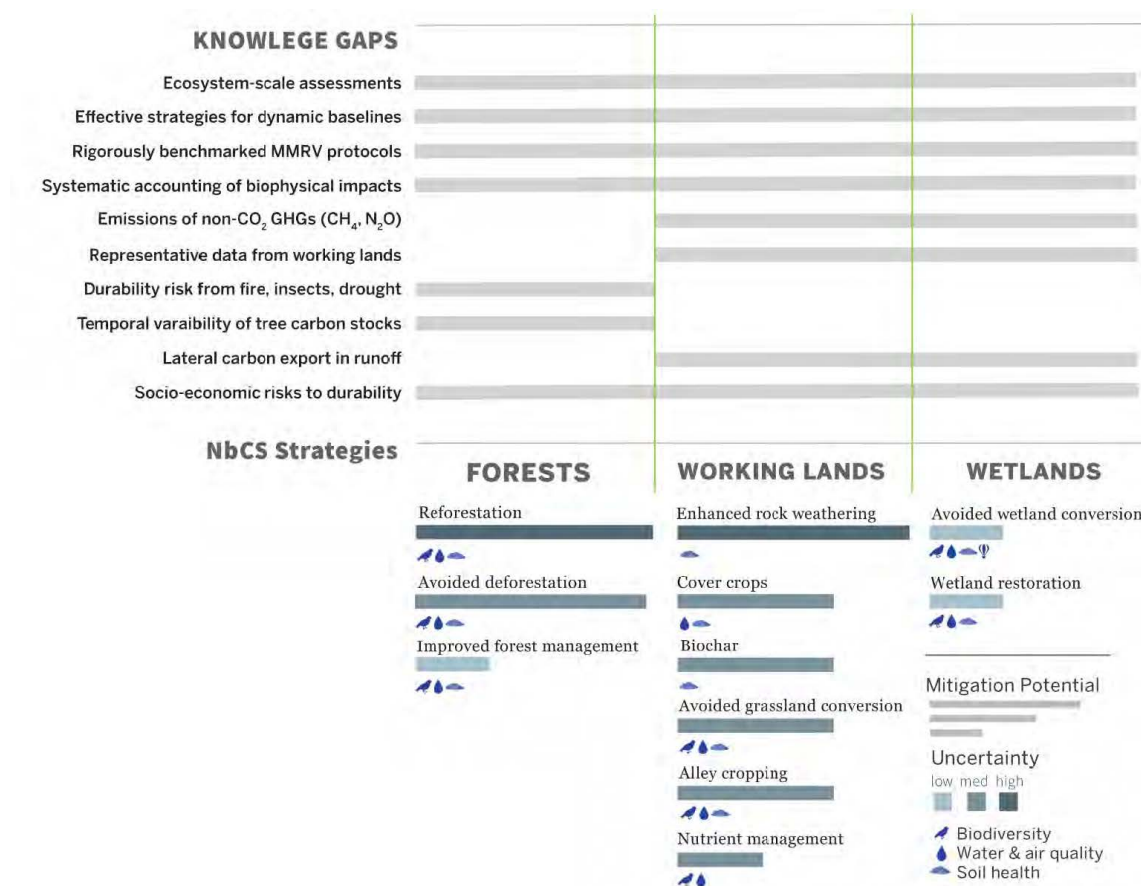 KNOWLEGE GAPS
Ecosystem-scale assessments
Effective strategies for dynamic baselines
Rigorously benchmarked MMRV protocols
Systematic accounting of biophysical impacts
Emissions of non-CO₂ GHGs (CH₄, N₂O)
Representative data from working lands
Durability risk from fire, insects, drought
Temporal varaibility of tree carbon stocks
Lateral carbon export in runoff
Socio-economic risks to durability
NbCS Strategies
FORESTS
Reforestation
Avoided deforestation
Improved forest management
WORKING LANDS
Enhanced rock weathering
Cover crops
Biochar
Avoided grassland conversion
Alley cropping
Nutrient management
WETLANDS
Avoided wetland conversion
Wetland restoration
Mitigation Potential
Uncertainty
low med high
Biodiversity
Water & air quality
Soil health